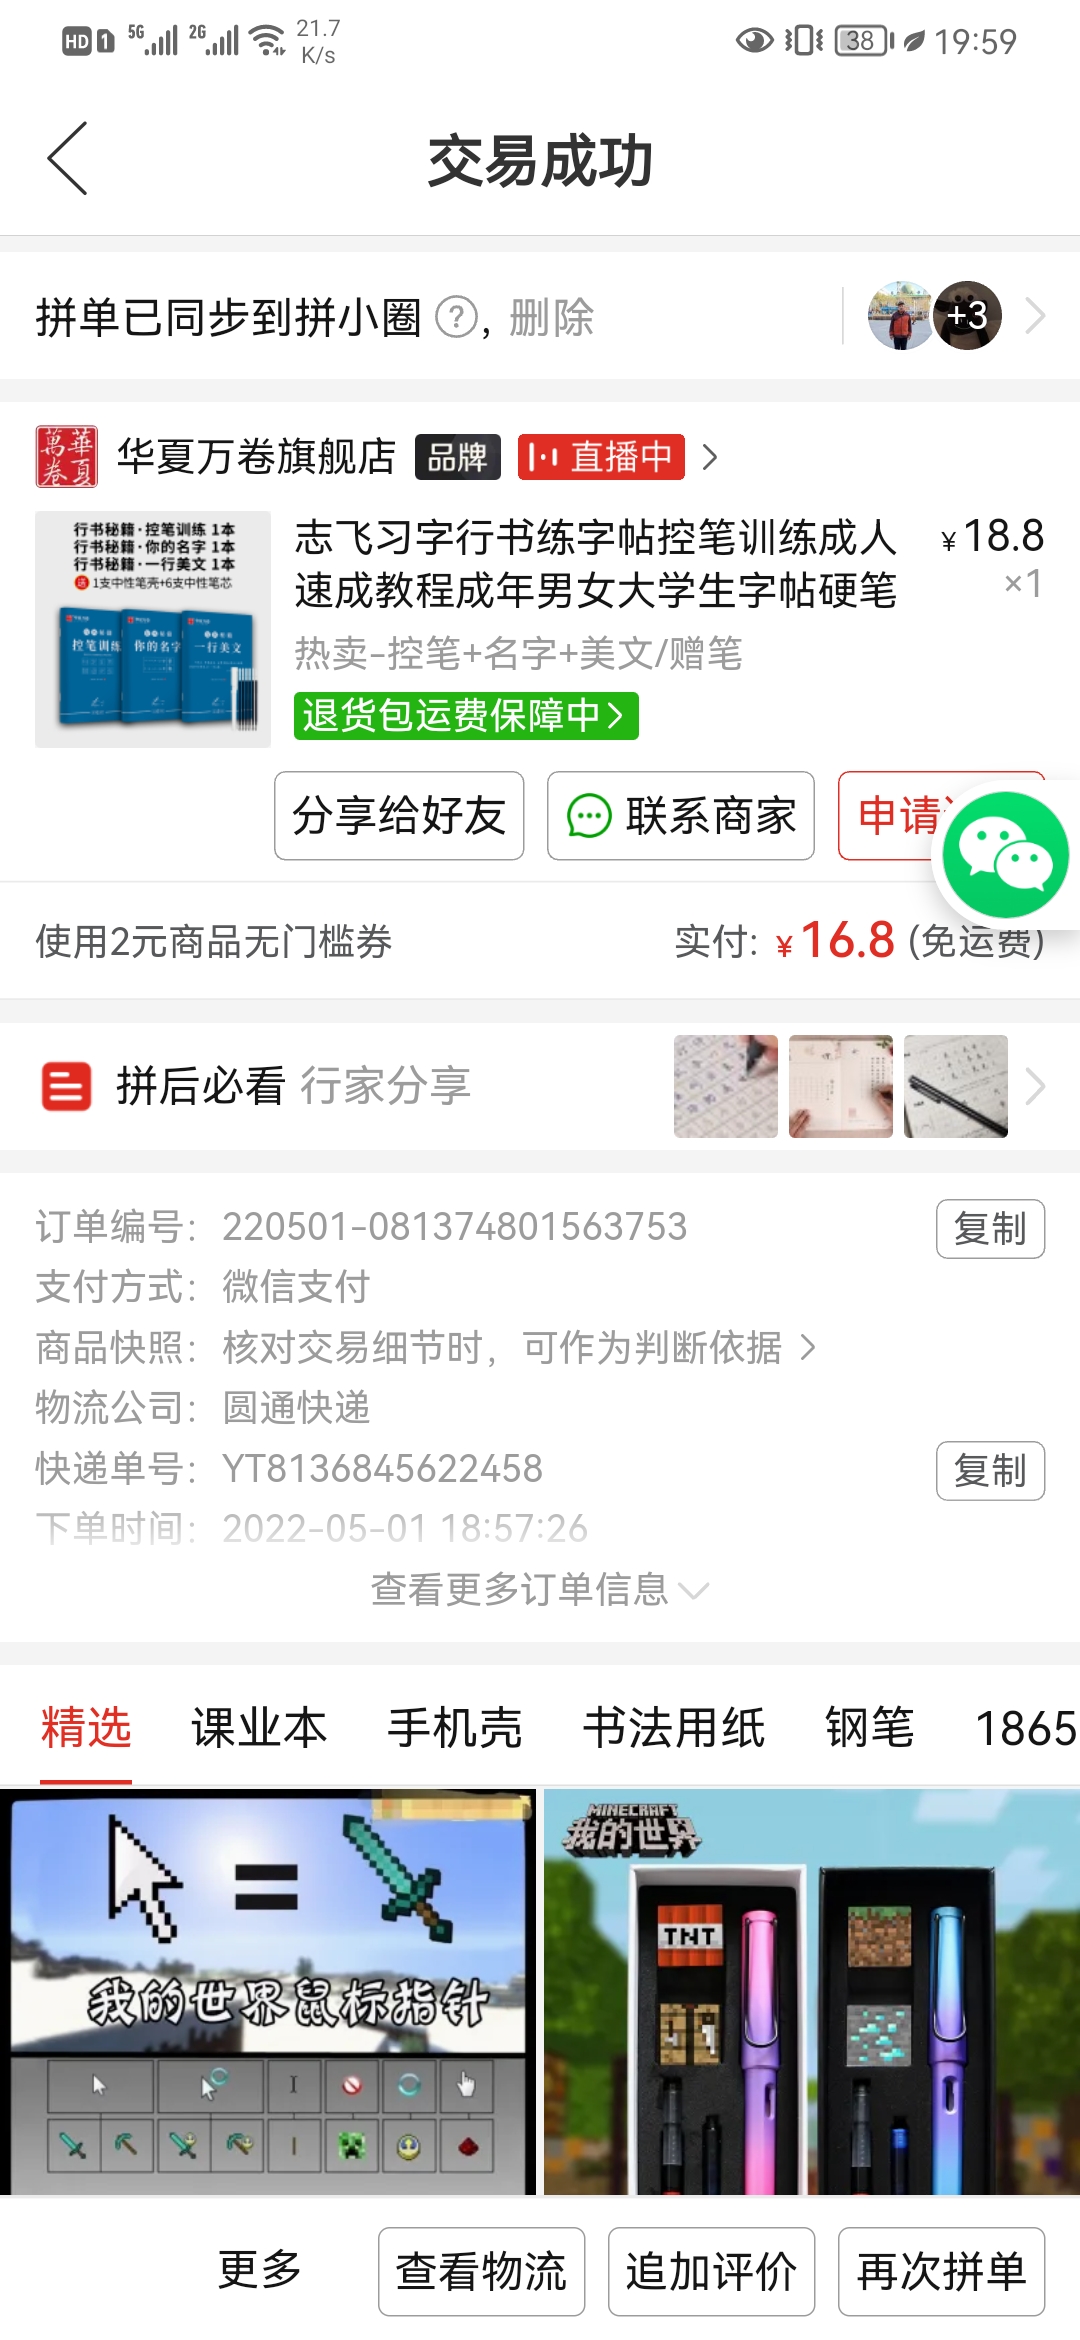 HD 1 5G 2G 21.7 K/s 38 19:59
交易成功
拼单已同步到拼小圈 ?, 删除 +3
萬華卷夏
华夏万卷旗舰店 品牌 直播中
行书秘籍·控笔训练 1本
行书秘籍·你的名字 1本
行书秘籍·一行美文 1本
送 1支中性笔壳+6支中性笔芯
控笔训练 你的名字 一行美文
志飞习字行书练字帖控笔训练成人 ¥18.8
速成教程成年男女大学生字帖硬笔 ×1
热卖-控笔+名字+美文/赠笔
退货包运费保障中
分享给好友 联系商家 申请
使用2元商品无门槛券 实付: ¥16.8 (免运费)
拼后必看 行家分享
订单编号: 220501-081374801563753 复制
支付方式: 微信支付
商品快照: 核对交易细节时, 可作为判断依据
物流公司: 圆通快递
快递单号: YT8136845622458 复制
下单时间: 2022-05-01 18:57:26
查看更多订单信息
精选 课业本 手机壳 书法用纸 钢笔 1865
=
我的世界鼠标指针
MINECRAFT
我的世界
TNT
更多 查看物流 追加评价 再次拼单